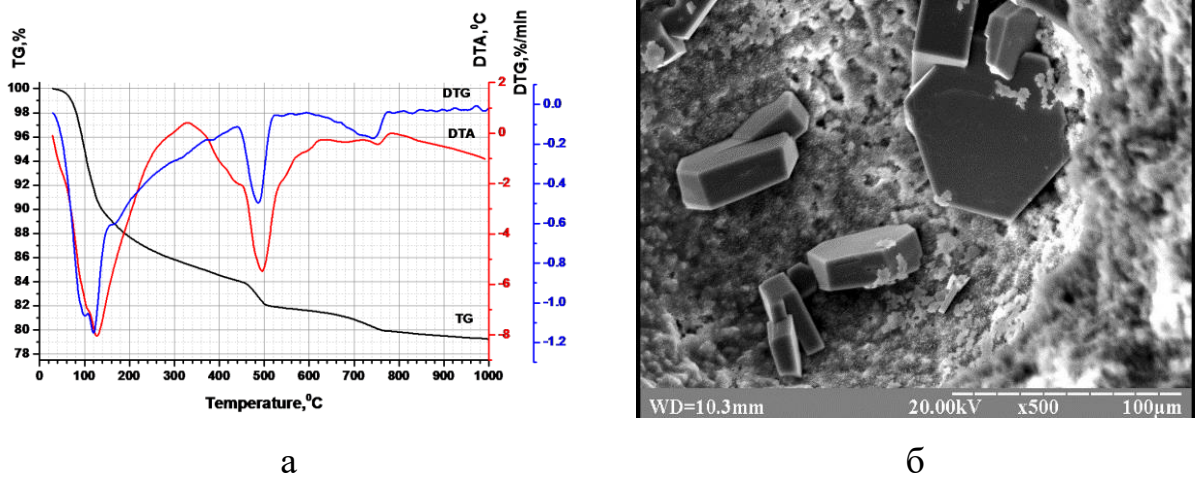 TG,%
DTA,⁰C
DTG,%/min
100
98
96
94
92
90
88
86
84
82
80
78
2
0
-2
-4
-6
-8
0.0
-0.2
-0.4
-0.6
-0.8
-1.0
-1.2
DTG
DTA
TG
0 100 200 300 400 500 600 700 800 900 1000
Temperature,⁰C
WD=10.3mm 20.00kV x500 100µm
а б